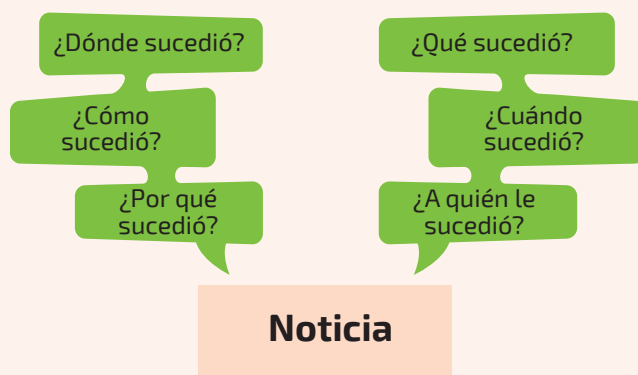 ¿Dónde sucedió?
¿Qué sucedió?
¿Cómo
sucedió?
¿Cuándo
sucedió?
¿Por qué
sucedió?
¿A quién le
sucedió?
Noticia